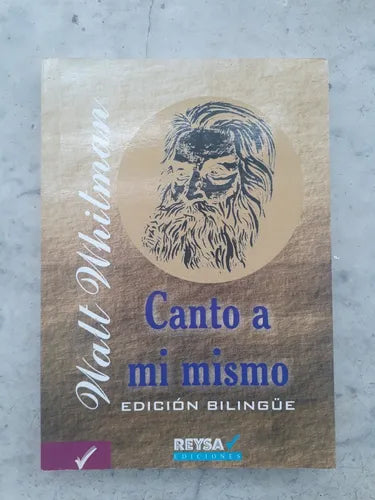 Walt Whitman
Canto a
mi mismo
EDICIÓN BILINGÜE
REYSA
EDICIONES